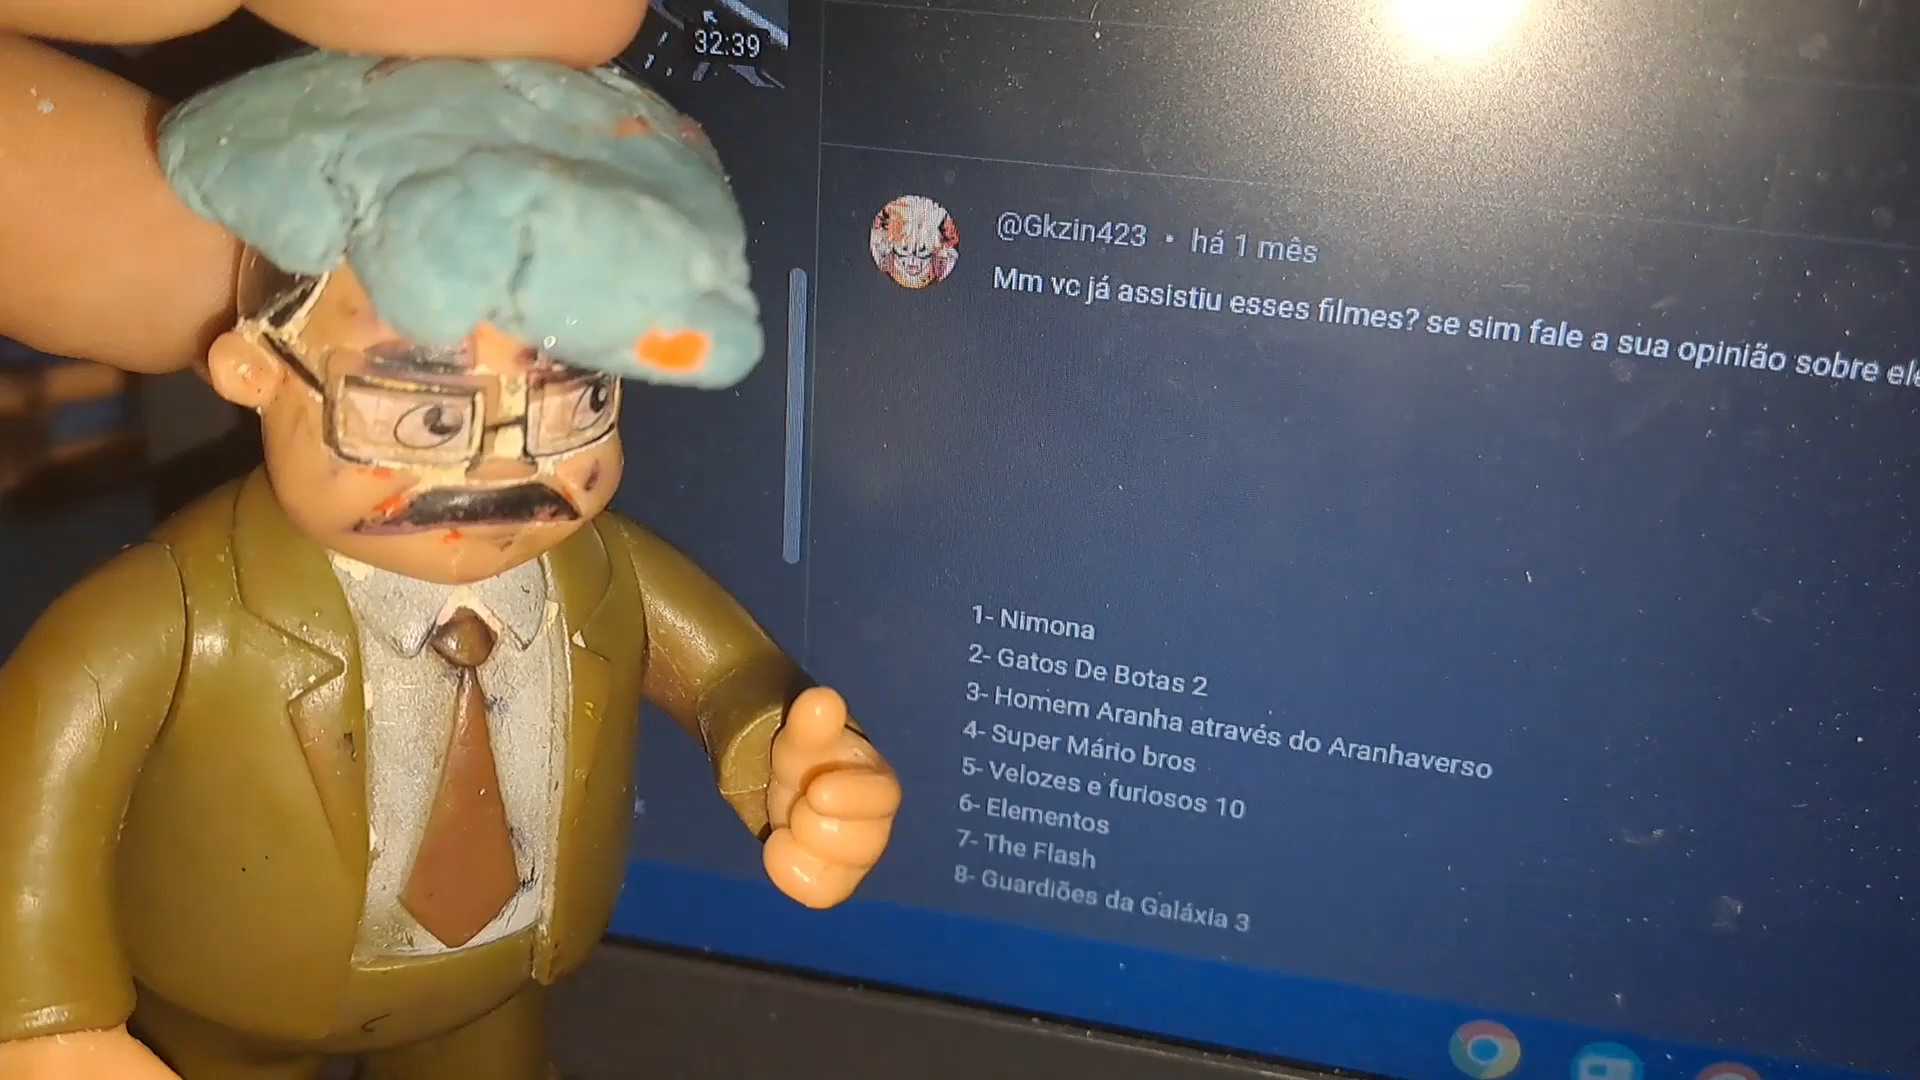 32:39
@Gkzin423 • há 1 mês
Mm vc já assistiu esses filmes? se sim fale a sua opinião sobre
1- Nimona
2- Gatos De Botas 2
3- Homem Aranha através do Aranhaverso
4- Super Mário bros
5- Velozes e furiosos 10
6- Elementos
7- The Flash
8- Guardiões da Galáxia 3